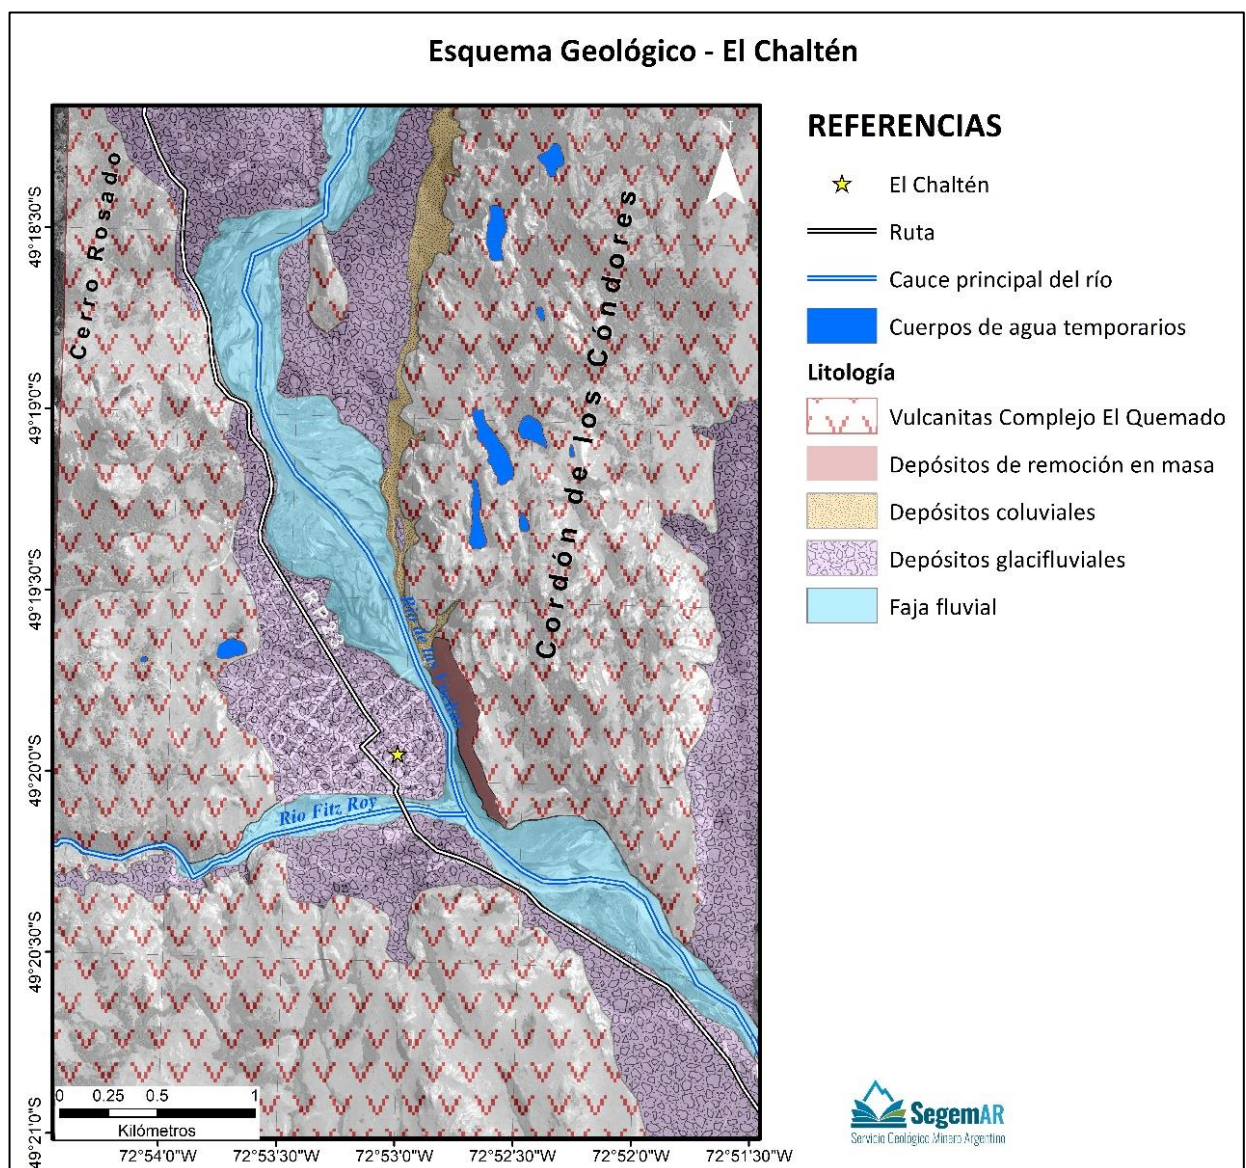 Esquema Geológico - El Chaltén
REFERENCIAS
El Chaltén
Ruta
Cauce principal del río
Cuerpos de agua temporarios
Litología
Vulcanitas Complejo El Quemado
Depósitos de remoción en masa
Depósitos coluviales
Depósitos glacifluviales
Faja fluvial
N
Cerro Rosado
Cordón de los Cóndores
Río de las Vueltas
Río Fitz Roy
49°18'30"S
49°19'0"S
49°19'30"S
49°20'0"S
49°20'30"S
49°21'0"S
0 0.25 0.5 1
Kilómetros
72°54'0"W 72°53'30"W 72°53'0"W 72°52'30"W 72°52'0"W 72°51'30"W
SegemAR
Servicio Geológico Minero Argentino